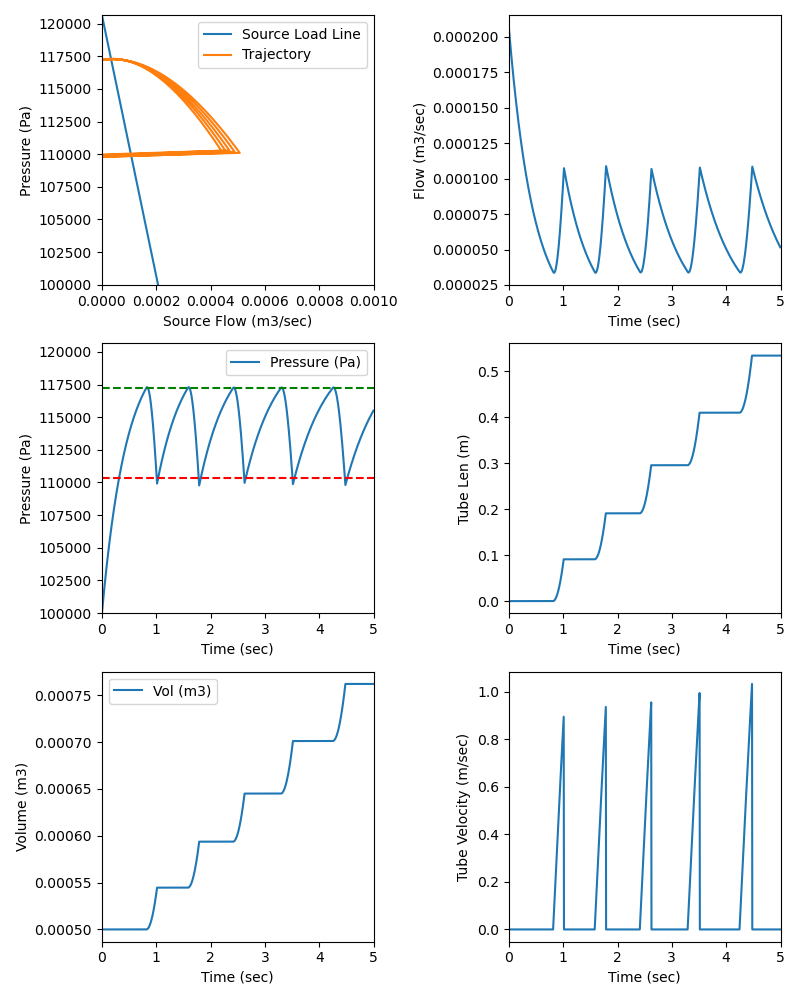 120000
117500
115000
112500
110000
107500
105000
102500
100000
Pressure (Pa)
Source Load Line
Trajectory
0.0000 0.0002 0.0004 0.0006 0.0008 0.0010
Source Flow (m3/sec)
0.000200
0.000175
0.000150
0.000125
0.000100
0.000075
0.000050
0.000025
Flow (m3/sec)
0 1 2 3 4 5
Time (sec)
120000
117500
115000
112500
110000
107500
105000
102500
100000
Pressure (Pa)
Pressure (Pa)
0 1 2 3 4 5
Time (sec)
0.5
0.4
0.3
0.2
0.1
0.0
Tube Len (m)
0 1 2 3 4 5
Time (sec)
0.00075
0.00070
0.00065
0.00060
0.00055
0.00050
Volume (m3)
Vol (m3)
0 1 2 3 4 5
Time (sec)
1.0
0.8
0.6
0.4
0.2
0.0
Tube Velocity (m/sec)
0 1 2 3 4 5
Time (sec)